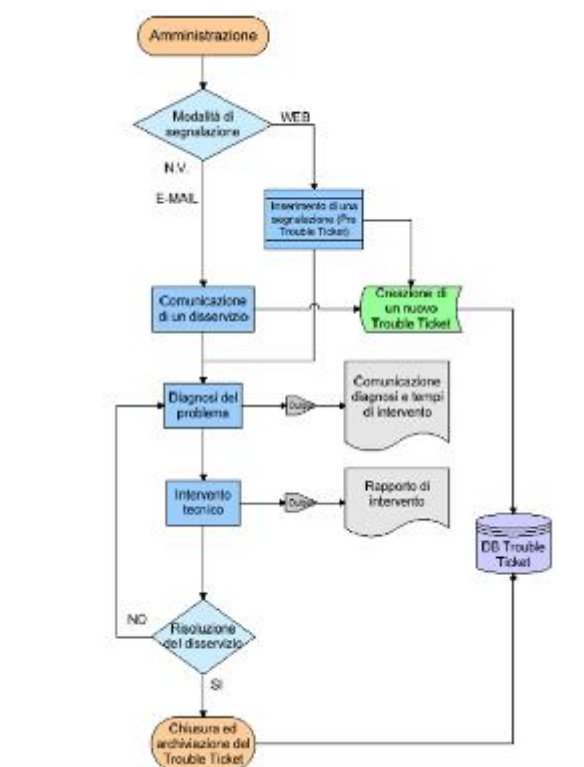 Amministrazione
Modalità di
segnalazione
WEB
N.V.
E-MAIL
Inserimento di una
segnalazione (Pre
Trouble Ticket)
Comunicazione
di un disservizio
Creazione di
un nuovo
Trouble Ticket
Diagnosi del
problema
Output
Comunicazione
diagnosi e tempi
di intervento
Intervento
tecnico
Output
Rapporto di
intervento
DB Trouble
Ticket
NO
Risoluzione
del disservizio
SI
Chiusura ed
archiviazione del
Trouble Ticket